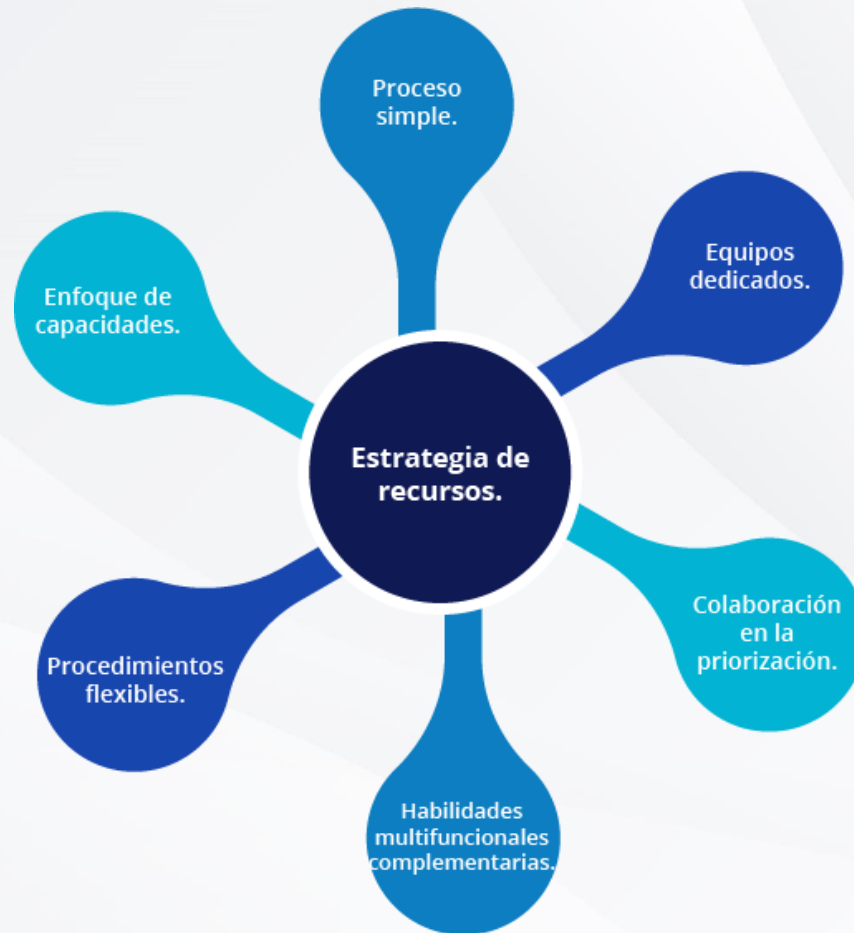 Proceso
simple.
Equipos
dedicados.
Enfoque de
capacidades.
Estrategia de
recursos.
Colaboración
en la
priorización.
Procedimientos
flexibles.
Habilidades
multifuncionales
complementarias.